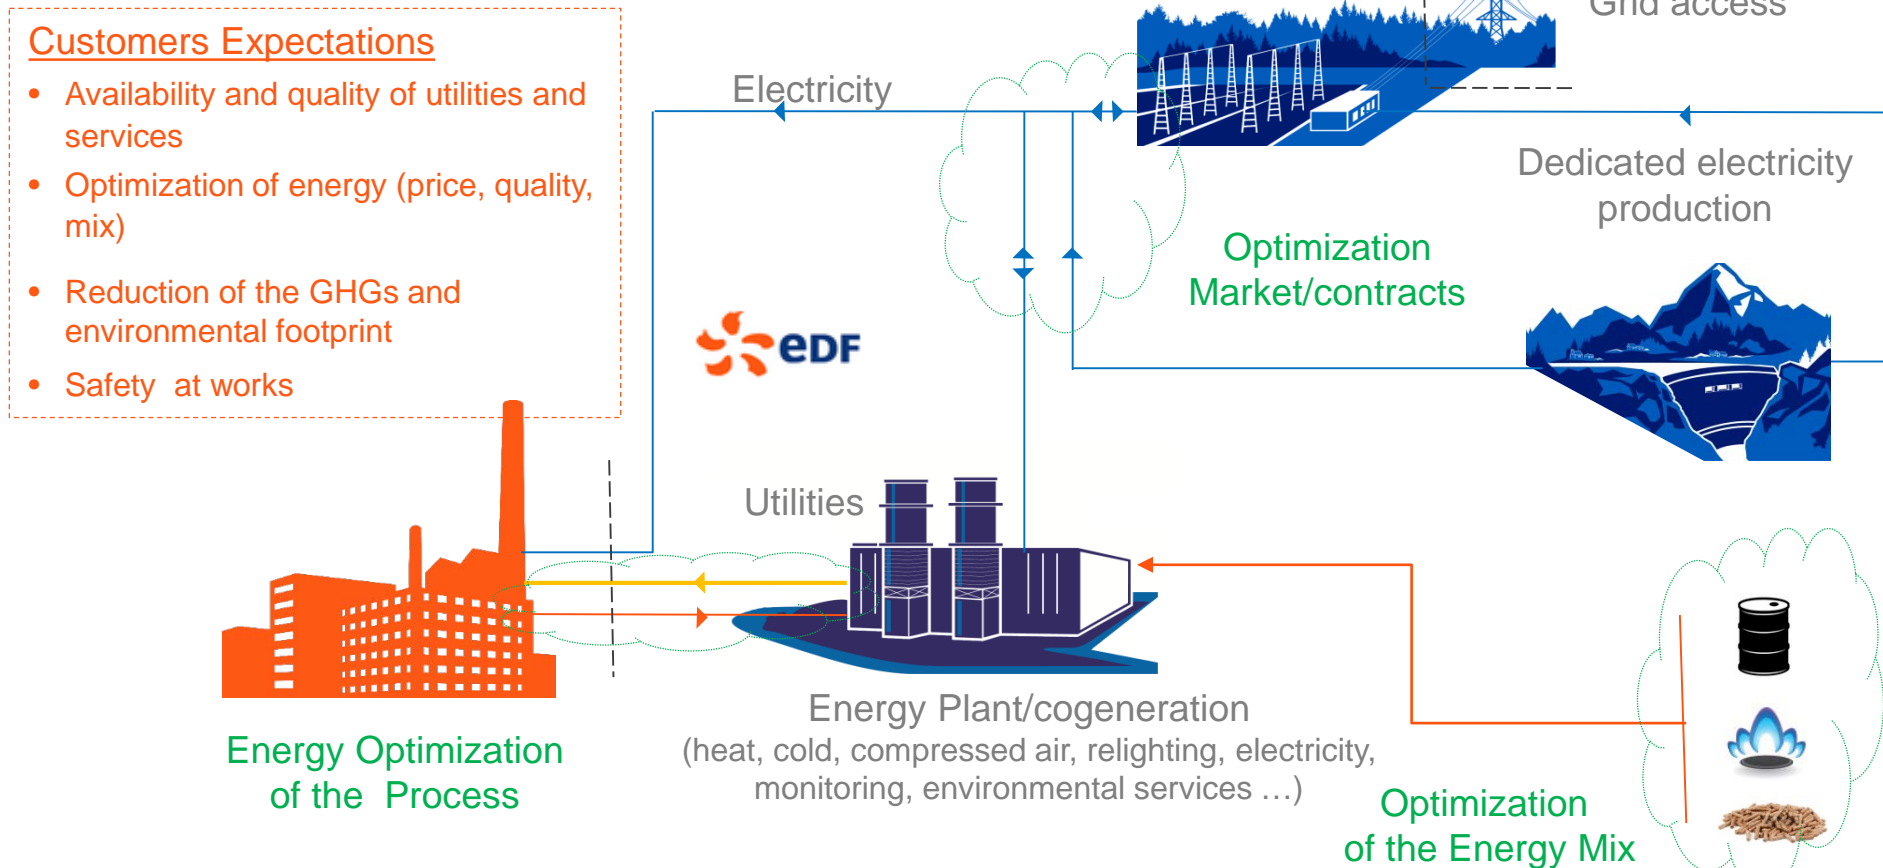 Grid access
Customers Expectations
• Availability and quality of utilities and
services
• Optimization of energy (price, quality,
mix)
• Reduction of the GHGs and
environmental footprint
• Safety at works
Electricity
Dedicated electricity
production
Optimization
Market/contracts
eDF
Utilities
Energy Plant/cogeneration
(heat, cold, compressed air, relighting, electricity,
monitoring, environmental services …)
Energy Optimization
of the Process
Optimization
of the Energy Mix